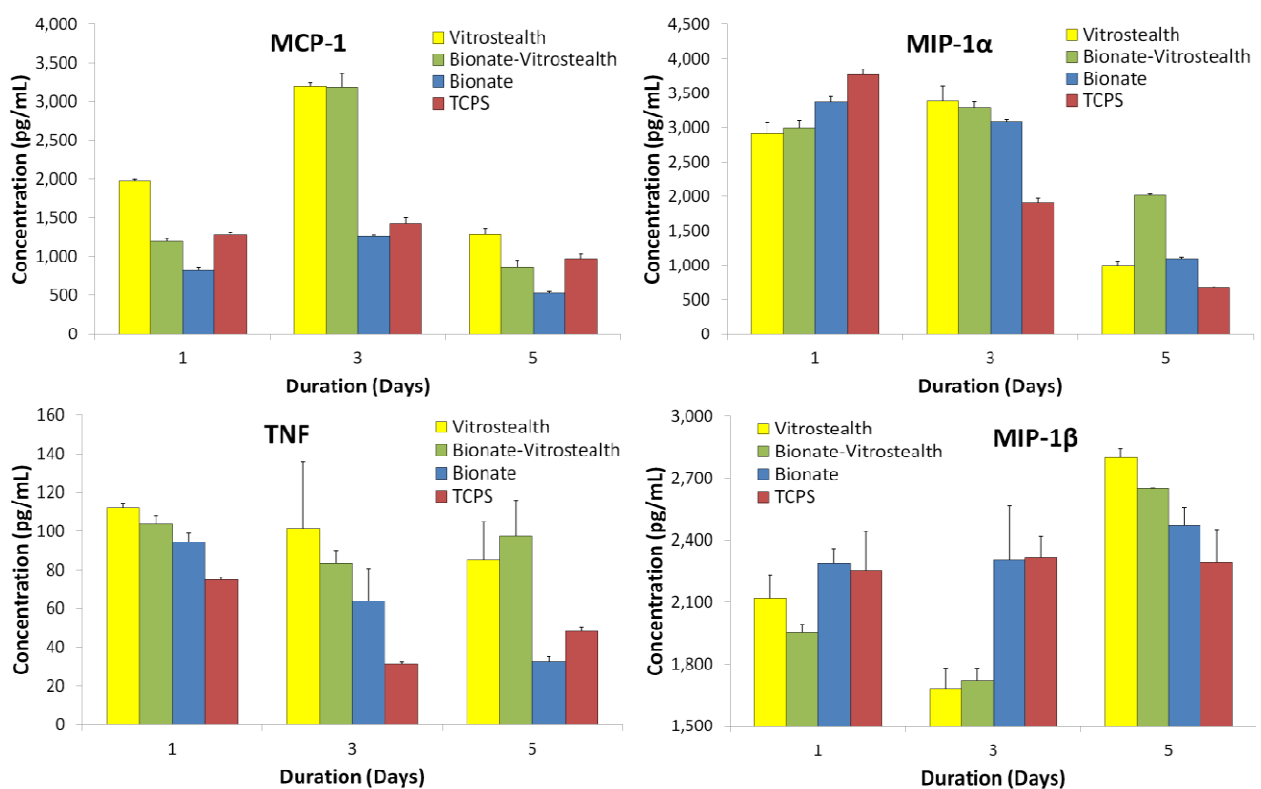 MCP-1
Concentration (pg/mL)
4,000
3,500
3,000
2,500
2,000
1,500
1,000
500
0
Vitrostealth
Bionate-Vitrostealth
Bionate
TCPS
1 3 5
Duration (Days)
MIP-1α
Concentration (pg/mL)
4,500
4,000
3,500
3,000
2,500
2,000
1,500
1,000
500
0
Vitrostealth
Bionate-Vitrostealth
Bionate
TCPS
1 3 5
Duration (Days)
TNF
Concentration (pg/mL)
160
140
120
100
80
60
40
20
0
Vitrostealth
Bionate-Vitrostealth
Bionate
TCPS
1 3 5
Duration (Days)
MIP-1β
Concentration (pg/mL)
3,000
2,700
2,400
2,100
1,800
1,500
Vitrostealth
Bionate-Vitrostealth
Bionate
TCPS
1 3 5
Duration (Days)